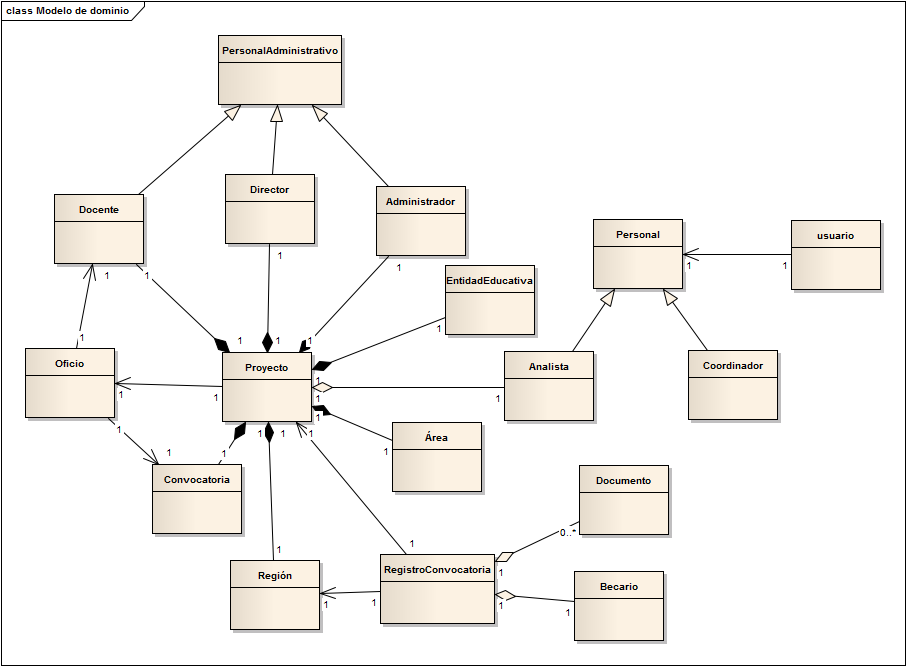 class Modelo de dominio
PersonalAdministrativo
Docente
Director
Administrador
Personal
usuario
1
1
1
1
1
1
EntidadEducativa
1
1
1
1
1
Oficio
Proyecto
Analista
Coordinador
1
1
1
1
1
1
1
1
1
1
1
Área
1
1
Convocatoria
Documento
0..*
1
1
Región
RegistroConvocatoria
1
Becario
1
1
1
1